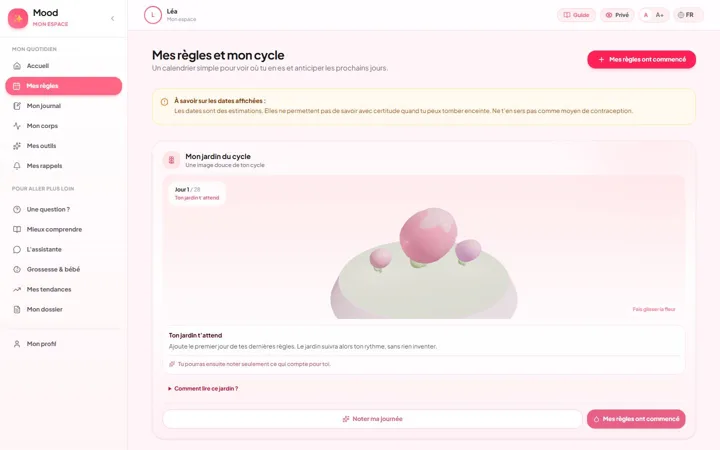 Mood
MON ESPACE
L
Léa
Mon espace
Guide
Privé
A
A+
FR
MON QUOTIDIEN
Accueil
Mes règles
Mon journal
Mon corps
Mes outils
Mes rappels
POUR ALLER PLUS LOIN
Une question ?
Mieux comprendre
L'assistante
Grossesse & bébé
Mes tendances
Mon dossier
Mon profil
Mes règles et mon cycle
Un calendrier simple pour voir où tu en es et anticiper les prochains jours.
Mes règles ont commencé
À savoir sur les dates affichées :
Les dates sont des estimations. Elles ne permettent pas de savoir avec certitude quand tu peux tomber enceinte. Ne t'en sers pas comme moyen de contraception.
Mon jardin du cycle
Une image douce de ton cycle
Jour 1 / 28
Ton jardin t'attend
Fais glisser la fleur
Ton jardin t'attend
Ajoute le premier jour de tes dernières règles. Le jardin suivra alors ton rythme, sans rien inventer.
Tu pourras ensuite noter seulement ce qui compte pour toi.
Comment lire ce jardin ?
Noter ma journée
Mes règles ont commencé